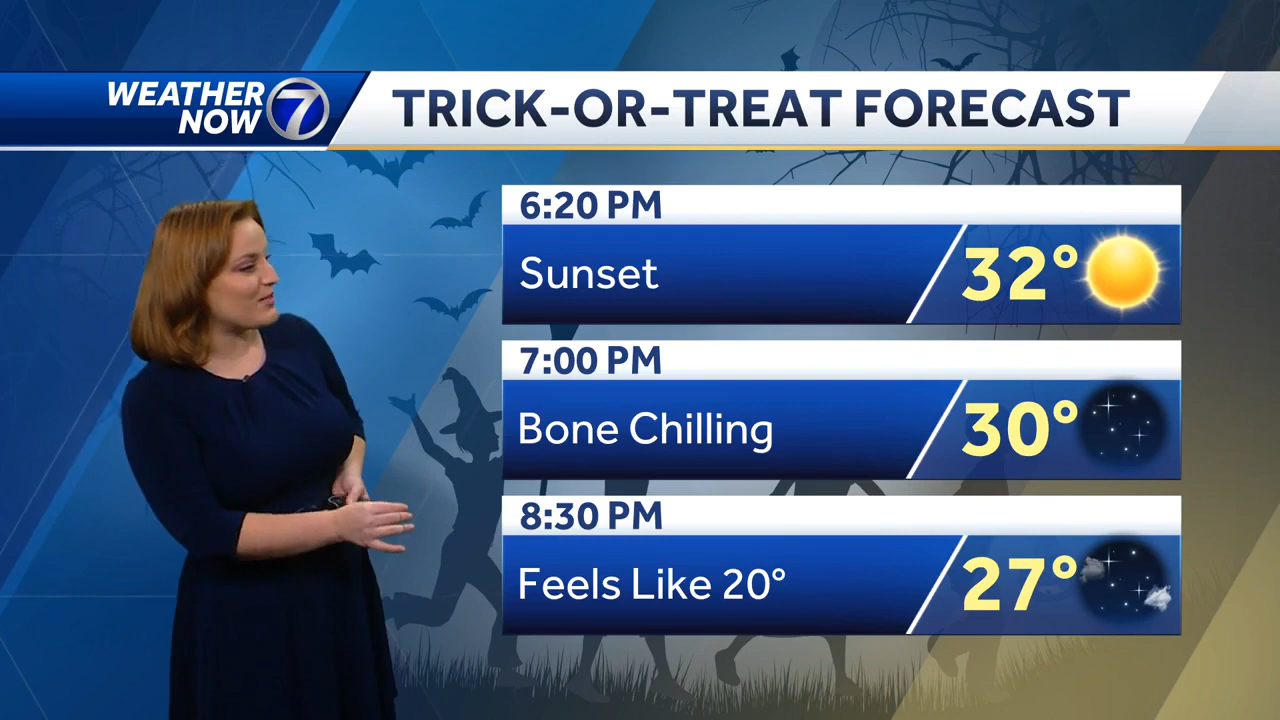 WEATHER
NOW 7
TRICK-OR-TREAT FORECAST
6:20 PM
Sunset 32°
7:00 PM
Bone Chilling 30°
8:30 PM
Feels Like 20° 27°